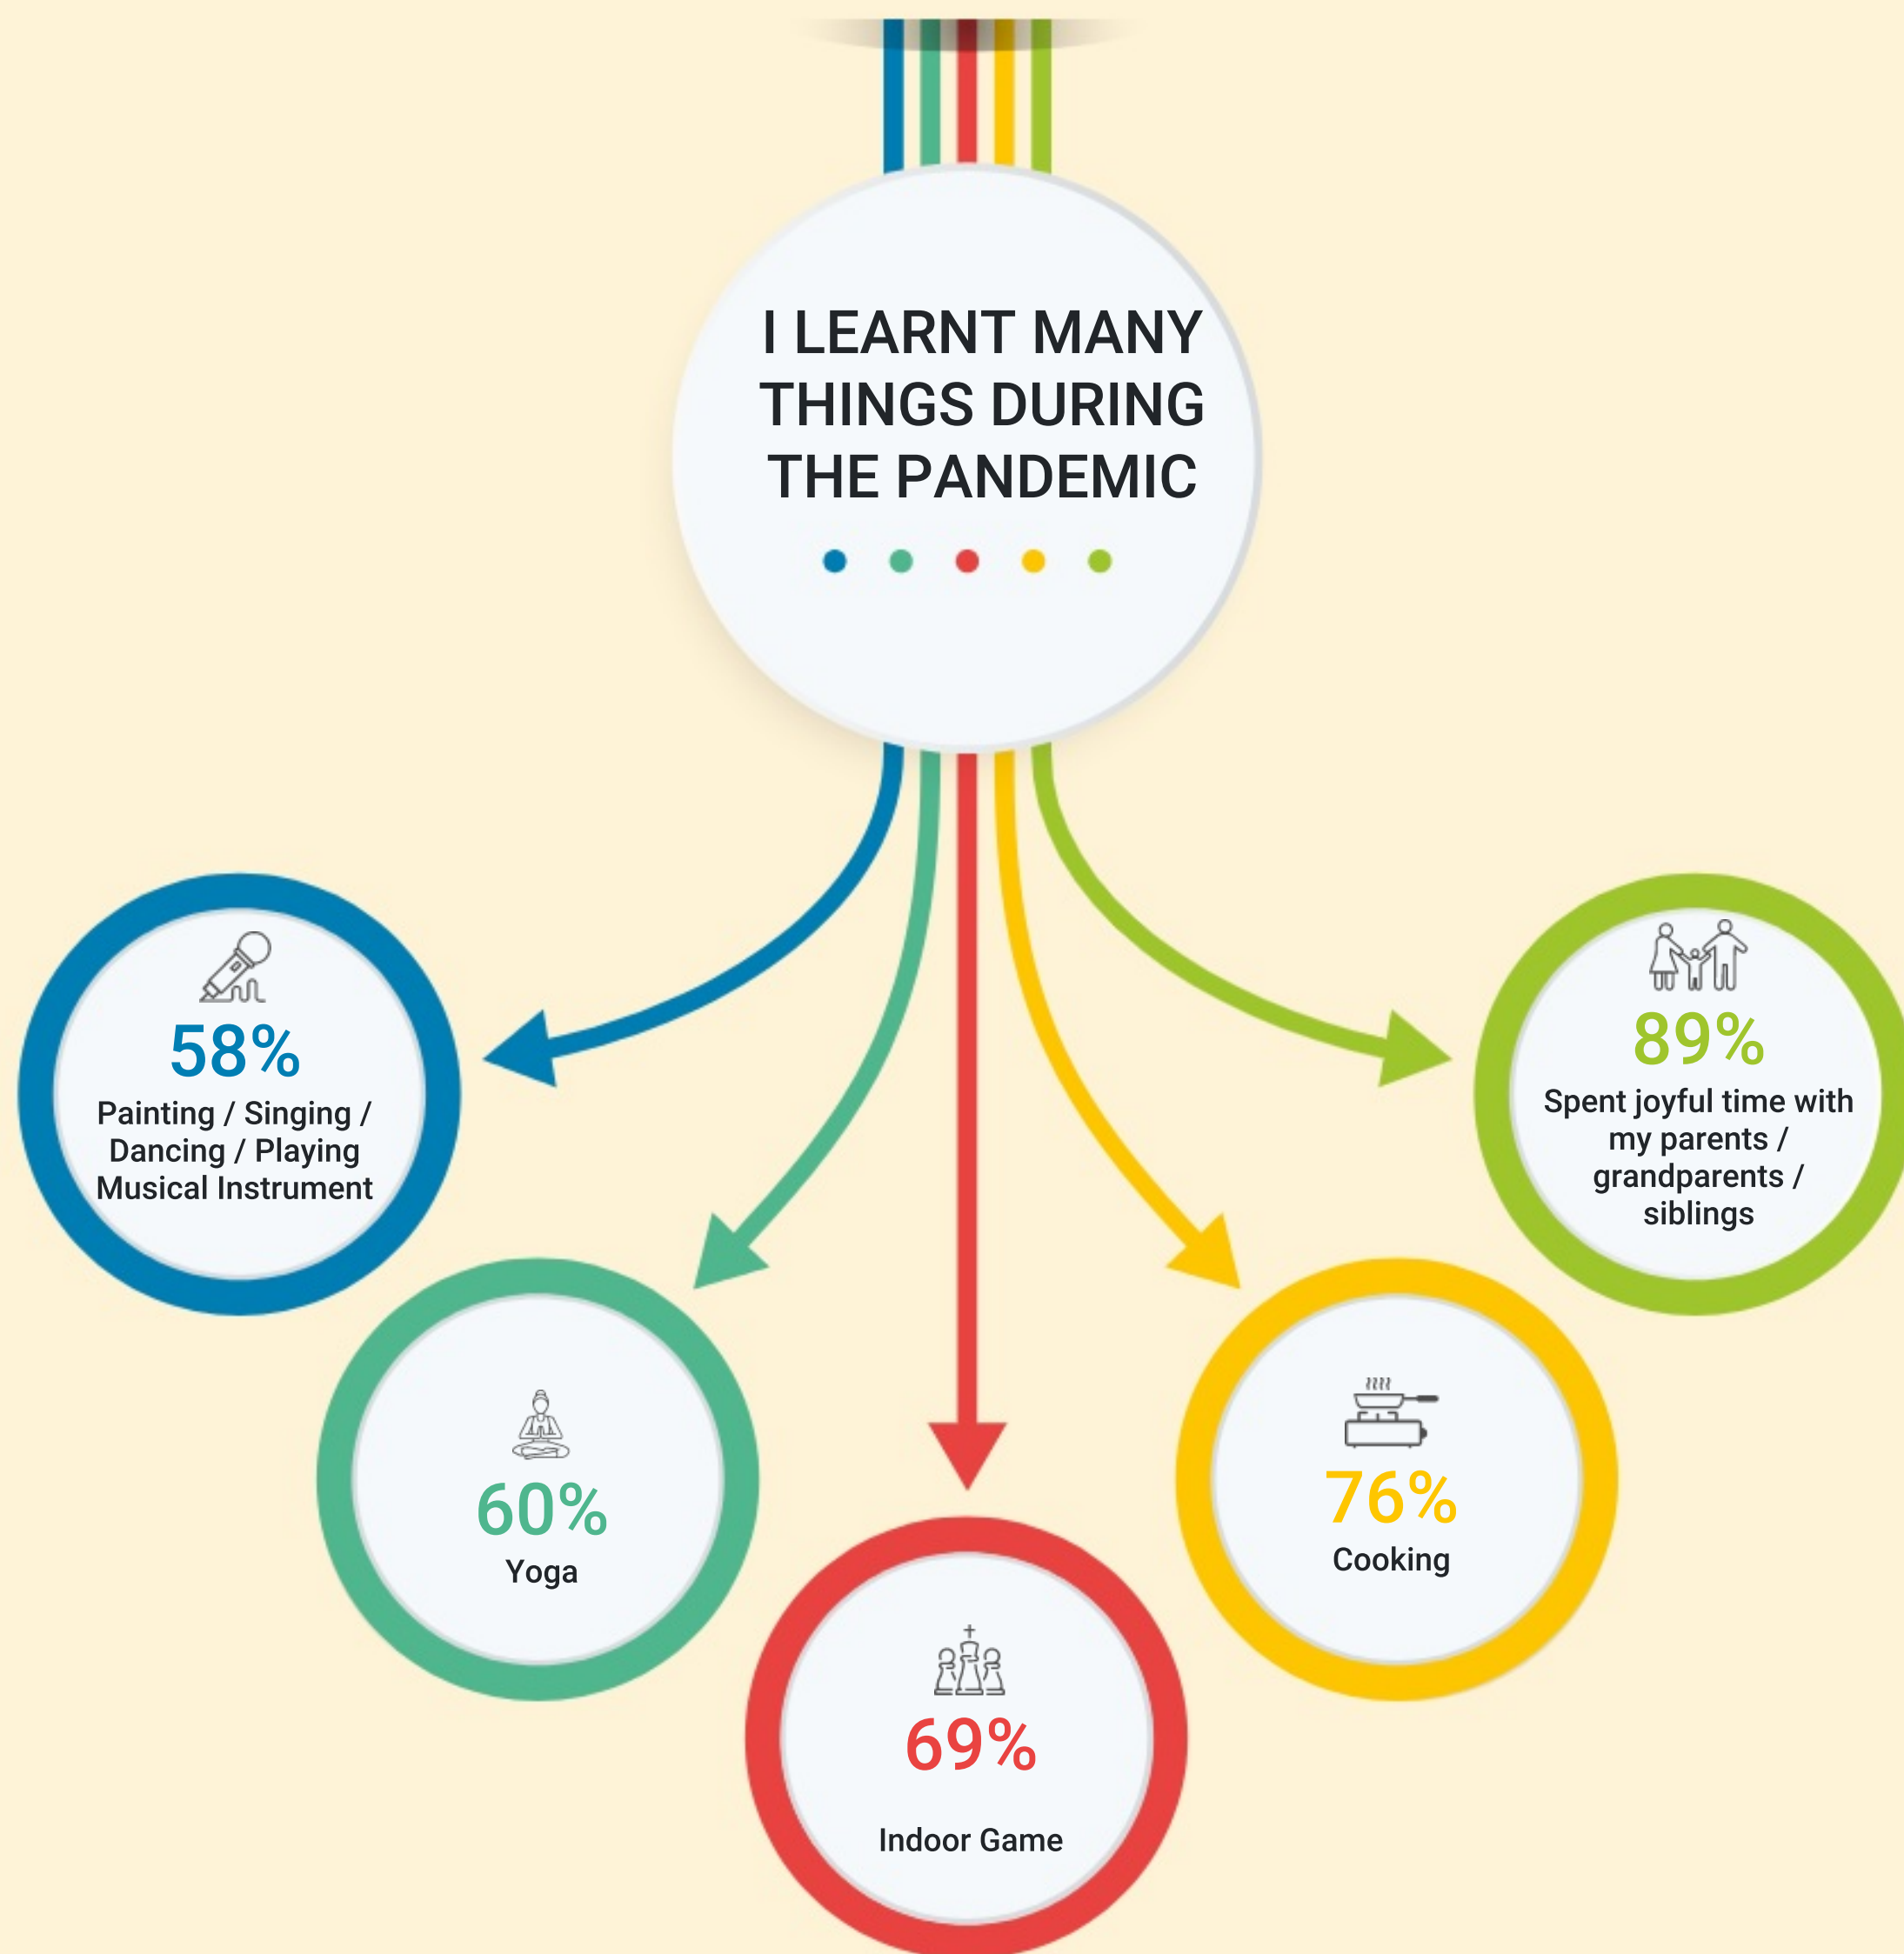 I LEARNT MANY
THINGS DURING
THE PANDEMIC
58%
Painting / Singing /
Dancing / Playing
Musical Instrument
60%
Yoga
69%
Indoor Game
76%
Cooking
89%
Spent joyful time with
my parents /
grandparents /
siblings